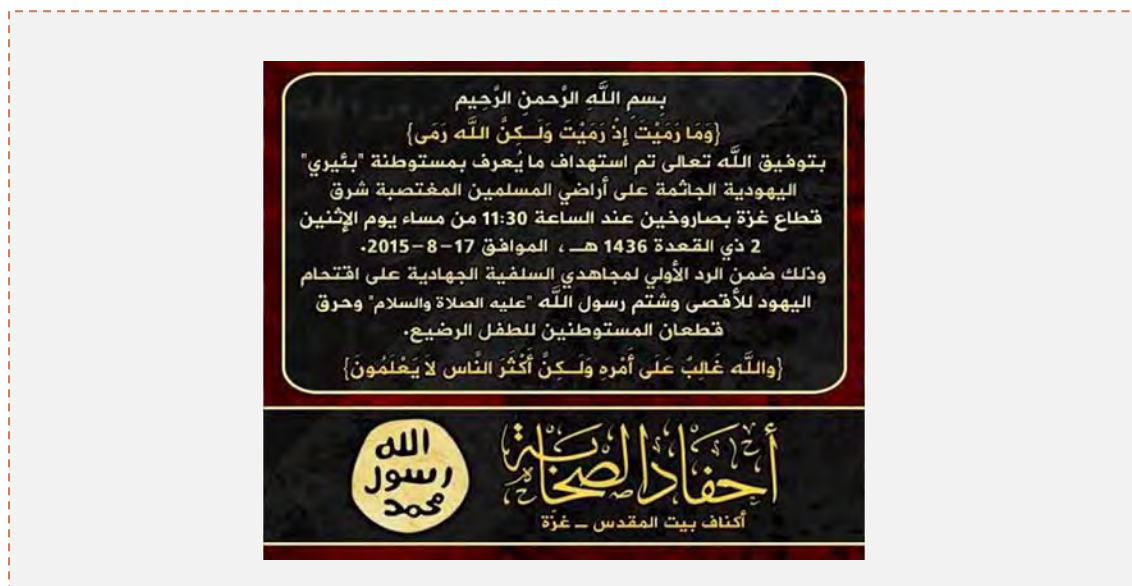 بِسمِ اللَّهِ الرَّحمنِ الرَّحِيمِ
{وَمَا رَمَيْتَ إِذْ رَمَيْتَ وَلَـكِنَّ اللَّه رَمَى}
بتوفيق اللَّه تعالى تم استهداف ما يُعرف بمستوطنة "بئيري"
اليهودية الجاثمة على أراضي المسلمين المغتصبة شرق
قطاع غزة بصاروخين عند الساعة 11:30 من مساء يوم الإثنين
2 ذي القعدة 1436 هـ ، الموافق 17-8-2015.
وذلك ضمن الرد الأولي لمجاهدي السلفية الجهادية على اقتحام
اليهود للأقصى وشتم رسول اللَّه "عليه الصلاة والسلام" وحرق
قطعان المستوطنين للطفل الرضيع.
{واللَّه غَالِبٌ عَلَى أَمْرِهِ وَلَـكِنَّ أَكْثَرَ النَّاسِ لاَ يَعْلَمُونَ}
أحفاد الصحابة
أكناف بيت المقدس – غزّة
الله
رسول
محمد